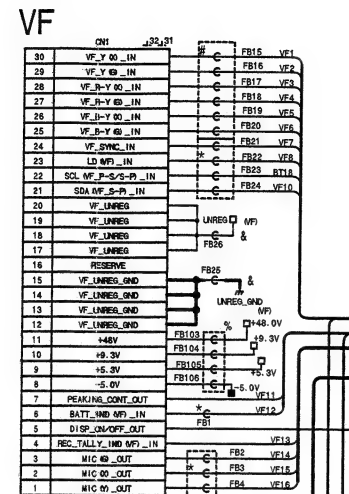 VF
CN1 32 31
30 VF_Y (X) _IN FB15 VF1
29 VF_Y (G) _IN FB16 VF2
28 VF_R-Y (X) _IN FB17 VF3
27 VF_R-Y (G) _IN FB18 VF4
26 VF_B-Y (X) _IN FB19 VF5
25 VF_B-Y (G) _IN FB20 VF6
24 VF_SYNC_IN FB21 VF7
23 LD (VF) _IN FB22 VF8
22 SCL (VF_P-S/S-P) _IN FB23 BT18
21 SDA (VF_S-P) _IN FB24 VF10
20 VF_UNREG
19 VF_UNREG UNREG (VF)
18 VF_UNREG &
17 VF_UNREG FB26
16 RESERVE
15 VF_UNREG_GND FB25 &
14 VF_UNREG_GND UNREG_GND
13 VF_UNREG_GND (VF)
12 VF_UNREG_GND % +48.0V
11 +48V FB103
10 +9.3V FB104 +9.3V
9 +5.3V FB105 +5.3V
8 -5.0V FB106 -5.0V
7 PEAKING_CONT_OUT VF11
6 BATT_IND (VF) _IN * VF12
5 DISP_ON/OFF_OUT FB1
4 REC_TALLY_IND (VF) _IN VF13
3 MIC (G) _OUT FB2 VF14
2 MIC (X) _OUT * FB3 VF15
1 MIC (Y) _OUT FB4 VF16